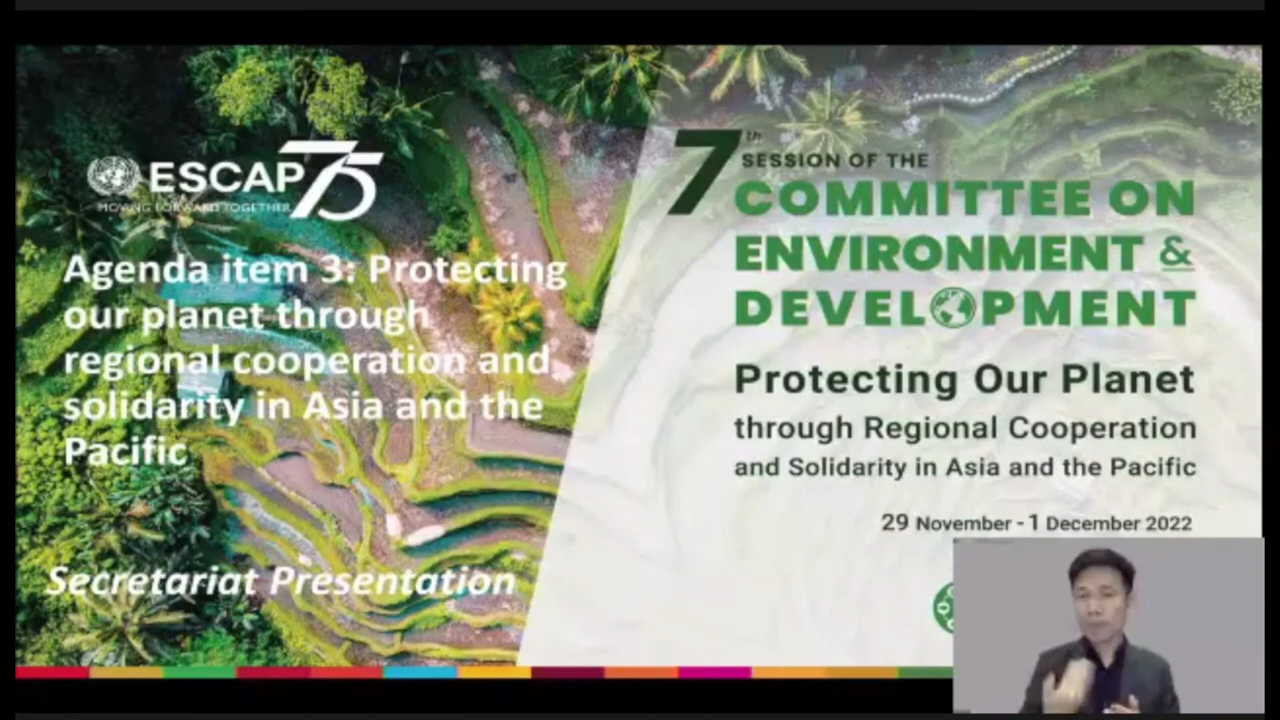 ESCAP 75
MOVING FORWARD TOGETHER
Agenda item 3: Protecting
our planet through
regional cooperation and
solidarity in Asia and the
Pacific
Secretariat Presentation
7th
SESSION OF THE
COMMITTEE ON
ENVIRONMENT &
DEVELOPMENT
Protecting Our Planet
through Regional Cooperation
and Solidarity in Asia and the Pacific
29 November - 1 December 2022